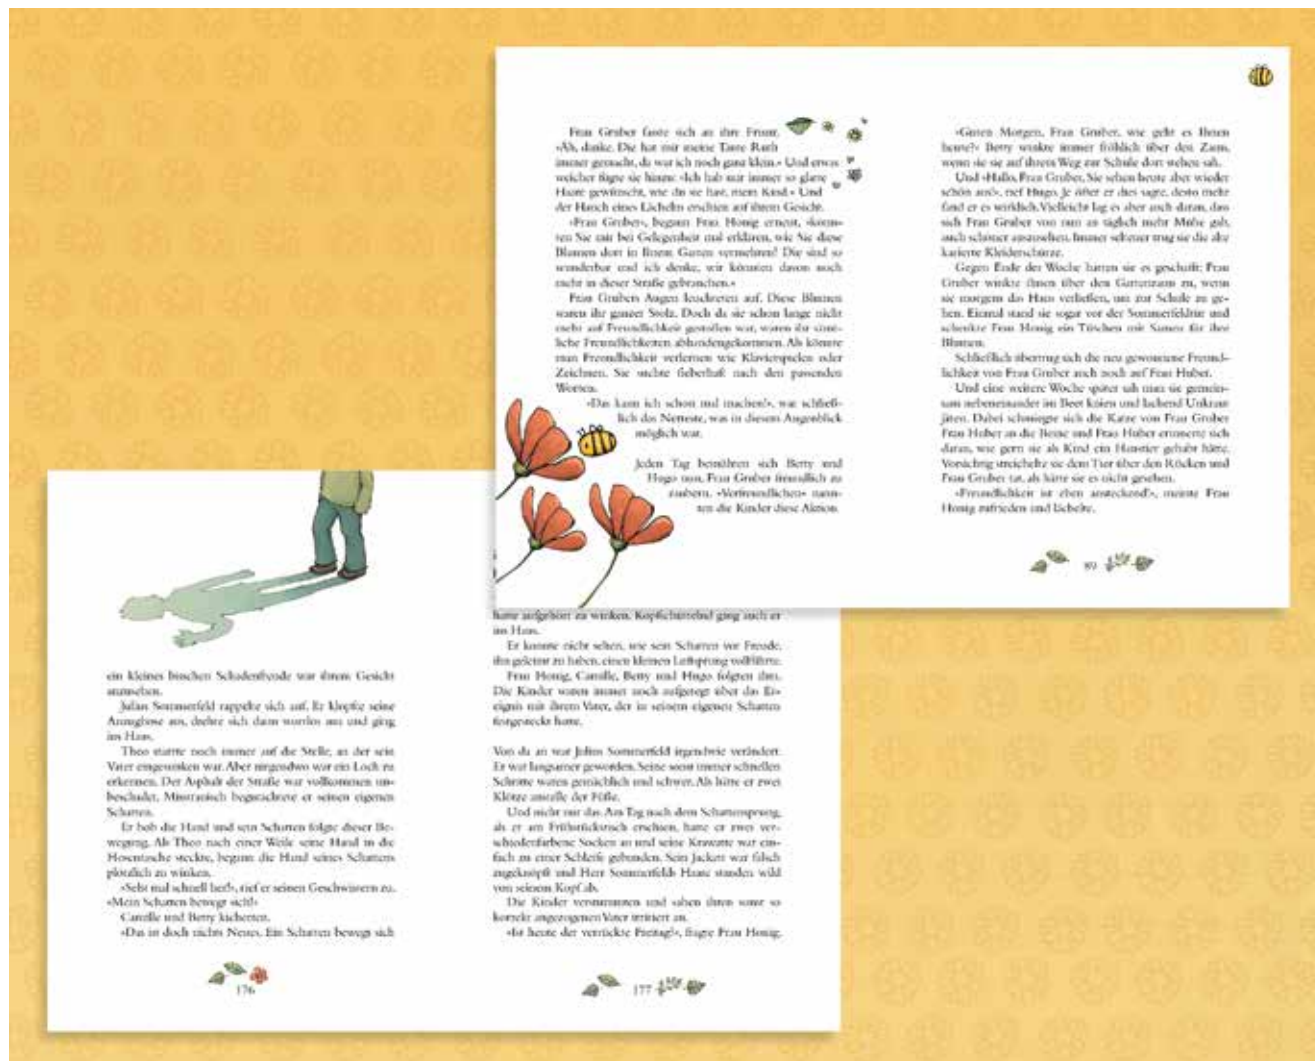 Frau Gruber fasste sich an ihre Frisur.
»Ah, danke. Die hat mir meine Tante Ruth
immer gemacht, da war ich noch ganz klein.« Und etwas
weicher fügte sie hinzu: »Ich hab mir immer so glatte
Haare gewünscht, wie du sie hast, mein Kind.« Und
der Hauch eines Lächelns erschien auf ihrem Gesicht.
»Frau Gruber«, begann Frau Honig erneut, »könn-
ten Sie mir bei Gelegenheit mal erklären, wie Sie diese
Blumen dort in Ihrem Garten vermehren? Die sind so
wunderbar und ich denke, wir könnten davon noch
mehr in dieser Straße gebrauchen.«
Frau Grubers Augen leuchteten auf. Diese Blumen
waren ihr ganzer Stolz. Doch da sie schon lange nicht
mehr auf Freundlichkeit gestoßen war, waren ihr sämt-
liche Freundlichkeiten abhandengekommen. Als könnte
man Freundlichkeit verlernen wie Klavierspielen oder
Zeichnen. Sie suchte fieberhaft nach den passenden
Worten.
»Das kann ich schon mal machen!«, war schließ-
lich das Netteste, was in diesem Augenblick
möglich war.
Jeden Tag bemühten sich Betty und
Hugo nun, Frau Gruber freundlich zu
zaubern. »Verfreundlichen« nann-
ten die Kinder diese Aktion.
»Guten Morgen, Frau Gruber, wie geht es Ihnen
heute?« Betty winkte immer fröhlich über den Zaun,
wenn sie sie auf ihrem Weg zur Schule dort stehen sah.
Und »Hallo, Frau Gruber, Sie sehen heute aber wieder
schön aus!«, rief Hugo. Je öfter er dies sagte, desto mehr
fand er es wirklich. Vielleicht lag es aber auch daran, dass
sich Frau Gruber von nun an täglich mehr Mühe gab,
auch schöner auszusehen. Immer seltener trug sie die alte
karierte Kleiderschürze.
Gegen Ende der Woche hatten sie es geschafft: Frau
Gruber winkte ihnen über den Gartenzaun zu, wenn
sie morgens das Haus verließen, um zur Schule zu ge-
hen. Einmal stand sie sogar vor der Sommerfeldtür und
schenkte Frau Honig ein Tütchen mit Samen für ihre
Blumen.
Schließlich übertrug sich die neu gewonnene Freund-
lichkeit von Frau Gruber auch noch auf Frau Huber.
Und eine weitere Woche später sah man sie gemein-
sam nebeneinander im Beet knien und lachend Unkraut
jäten. Dabei schmiegte sich die Katze von Frau Gruber
Frau Huber an die Beine und Frau Huber erinnerte sich
daran, wie gern sie als Kind ein Haustier gehabt hätte.
Vorsichtig streichelte sie dem Tier über den Rücken und
Frau Gruber tat, als hätte sie es nicht gesehen.
»Freundlichkeit ist eben ansteckend!«, meinte Frau
Honig zufrieden und lächelte.
89
ein kleines bisschen Schadenfreude war ihrem Gesicht
anzusehen.
Julius Sommerfeld rappelte sich auf. Er klopfte seine
Anzughose aus, drehte sich dann wortlos um und ging
ins Haus.
Theo starrte noch immer auf die Stelle, an der sein
Vater eingesunken war. Aber nirgendwo war ein Loch zu
erkennen. Der Asphalt der Straße war vollkommen un-
beschadet. Misstrauisch begutachtete er seinen eigenen
Schatten.
Er hob die Hand und sein Schatten folgte dieser Be-
wegung. Als Theo nach einer Weile seine Hand in die
Hosentasche steckte, begann die Hand seines Schattens
plötzlich zu winken.
»Seht mal schnell her!«, rief er seinen Geschwistern zu.
»Mein Schatten bewegt sich!«
Camille und Betty kicherten.
»Das ist doch nichts Neues. Ein Schatten bewegt sich
176
hatte aufgehört zu winken. Kopfschüttelnd ging auch er
ins Haus.
Er konnte nicht sehen, wie sein Schatten vor Freude,
ihn geleimt zu haben, einen kleinen Luftsprung vollführte.
Frau Honig, Camille, Betty und Hugo folgten ihm.
Die Kinder waren immer noch aufgeregt über das Er-
eignis mit ihrem Vater, der in seinem eigenen Schatten
festgesteckt hatte.
Von da an war Julius Sommerfeld irgendwie verändert.
Er war langsamer geworden. Seine sonst immer schnellen
Schritte waren gemächlich und schwer. Als hätte er zwei
Klötze anstelle der Füße.
Und nicht nur das. Am Tag nach dem Schattensprung,
als er am Frühstückstisch erschien, hatte er zwei ver-
schiedenfarbene Socken an und seine Krawatte war ein-
fach zu einer Schleife gebunden. Sein Jackett war falsch
zugeknöpft und Herr Sommerfelds Haare standen wild
von seinem Kopf ab.
Die Kinder verstummten und sahen ihren sonst so
korrekt angezogenen Vater irritiert an.
»Ist heute der verrückte Freitag?«, fragte Frau Honig.
177